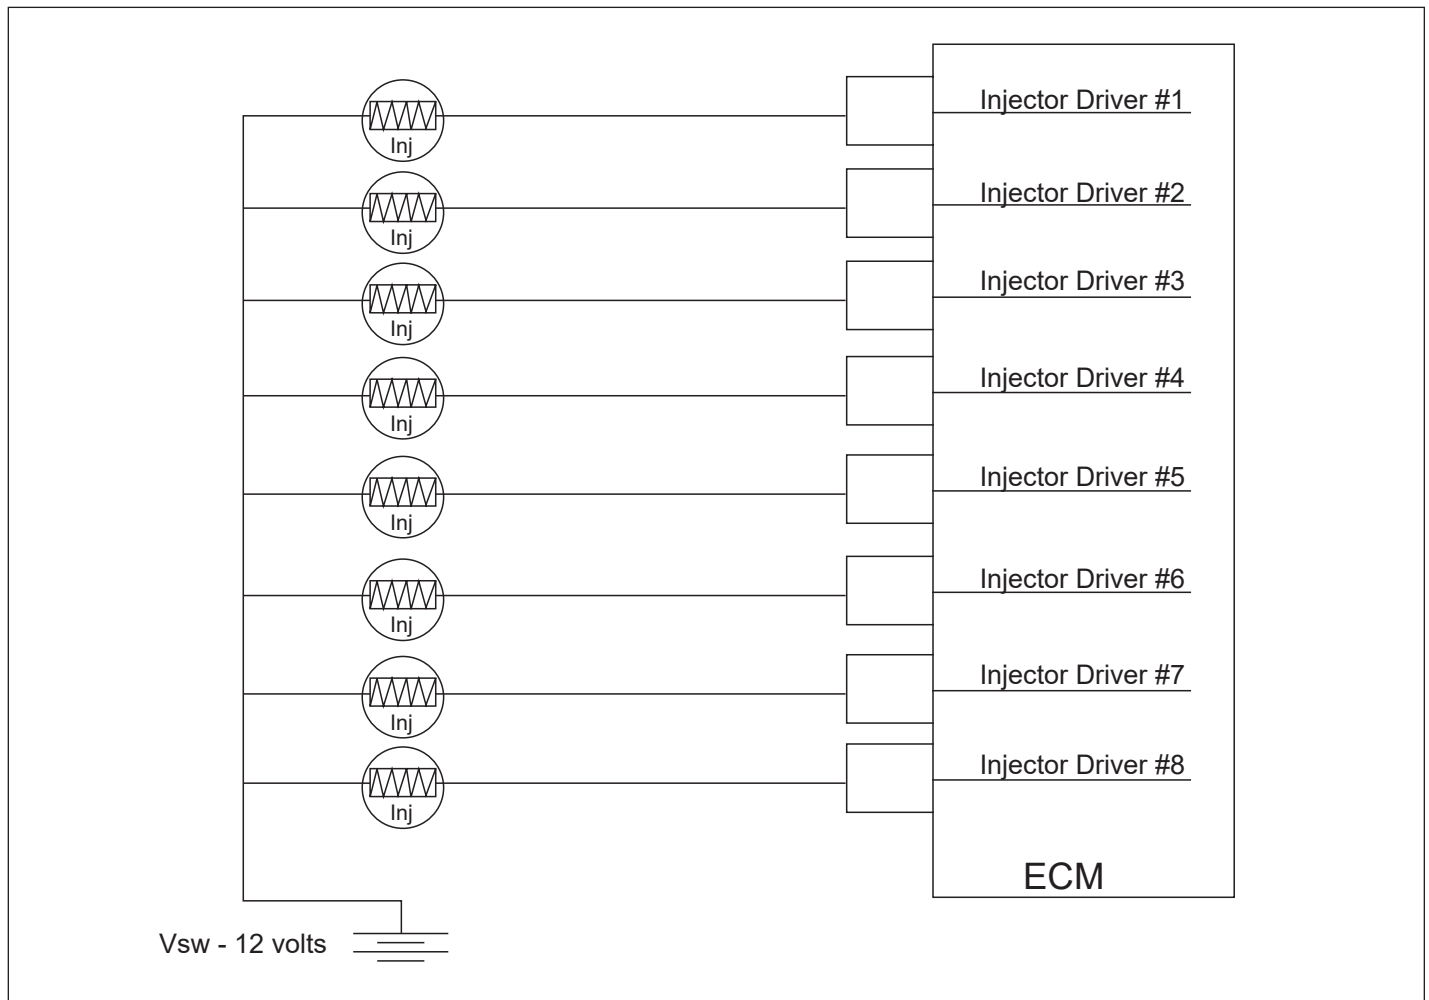 Injector Driver #1
Inj
Injector Driver #2
Inj
Injector Driver #3
Inj
Injector Driver #4
Inj
Injector Driver #5
Inj
Injector Driver #6
Inj
Injector Driver #7
Inj
Injector Driver #8
Inj
ECM
Vsw - 12 volts